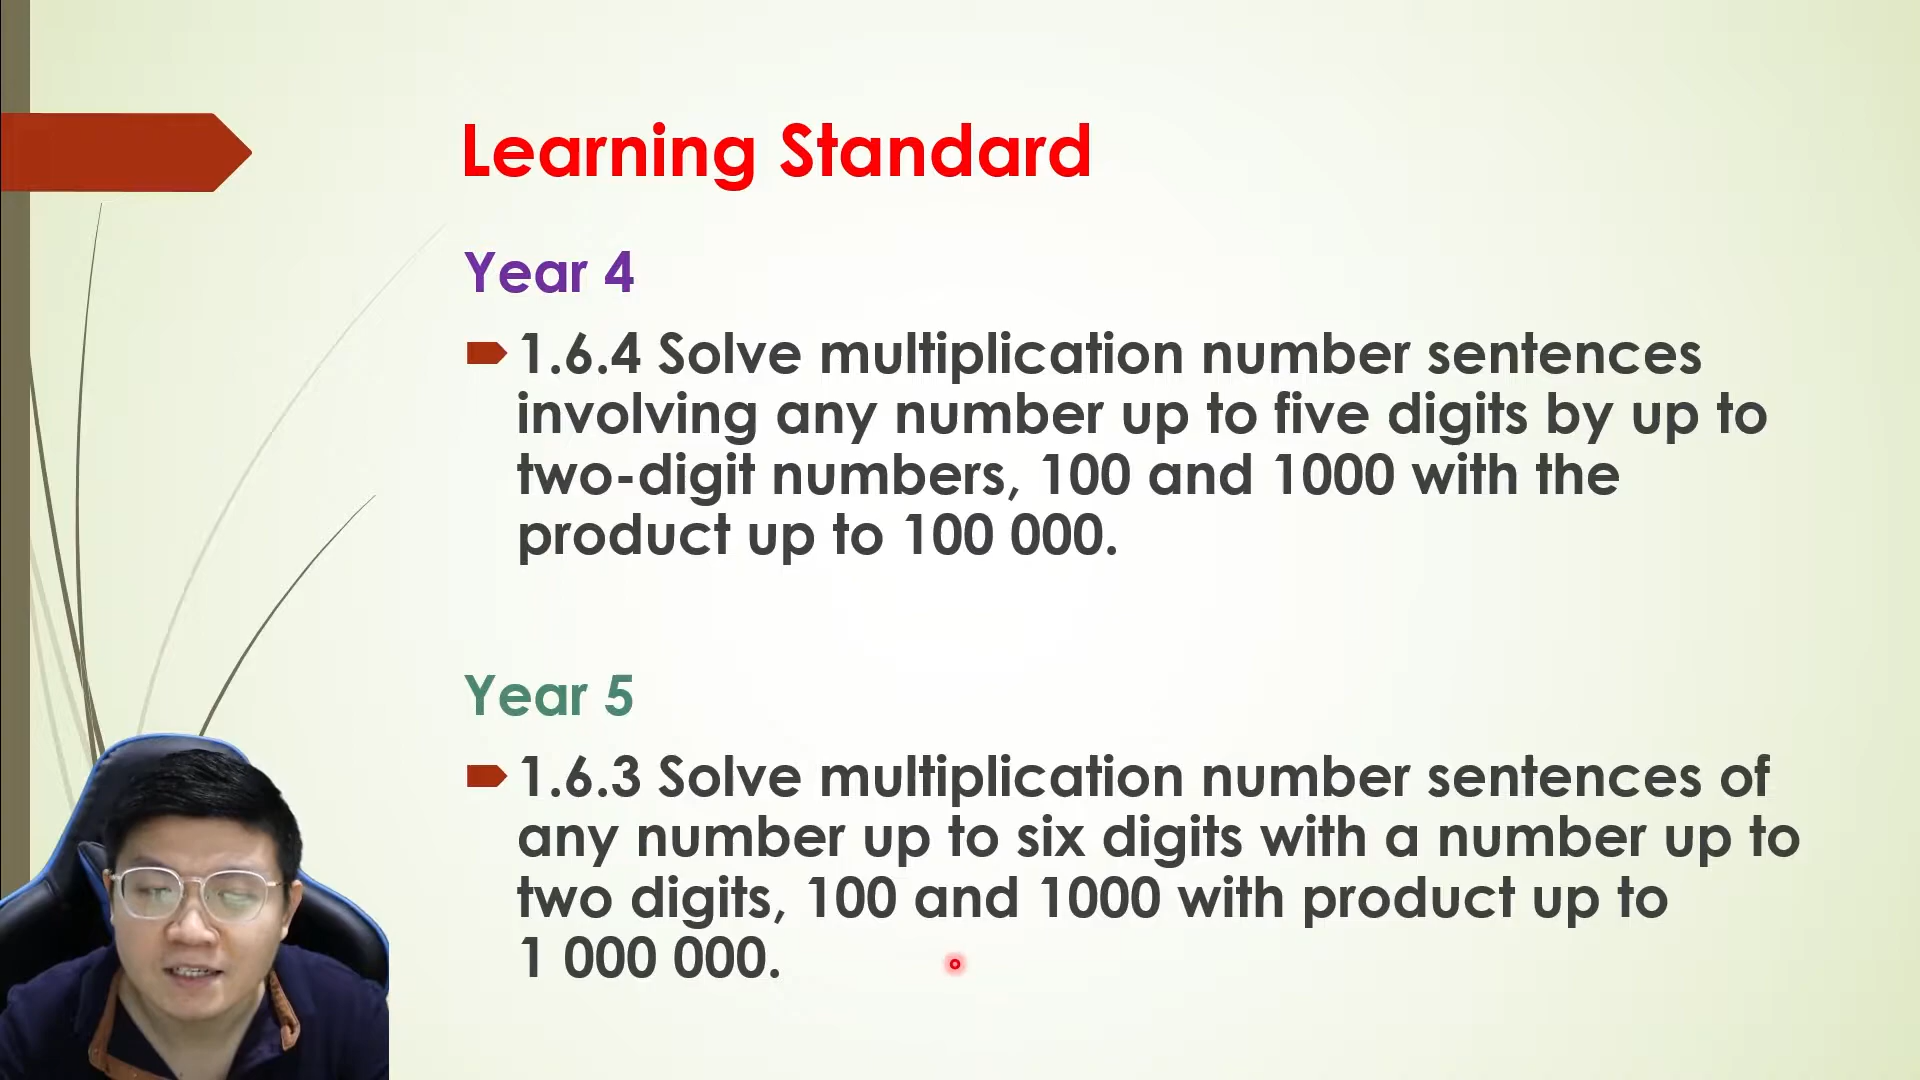 Learning Standard
Year 4
1.6.4 Solve multiplication number sentences
involving any number up to five digits by up to
two-digit numbers, 100 and 1000 with the
product up to 100 000.
Year 5
1.6.3 Solve multiplication number sentences of
any number up to six digits with a number up to
two digits, 100 and 1000 with product up to
1 000 000.